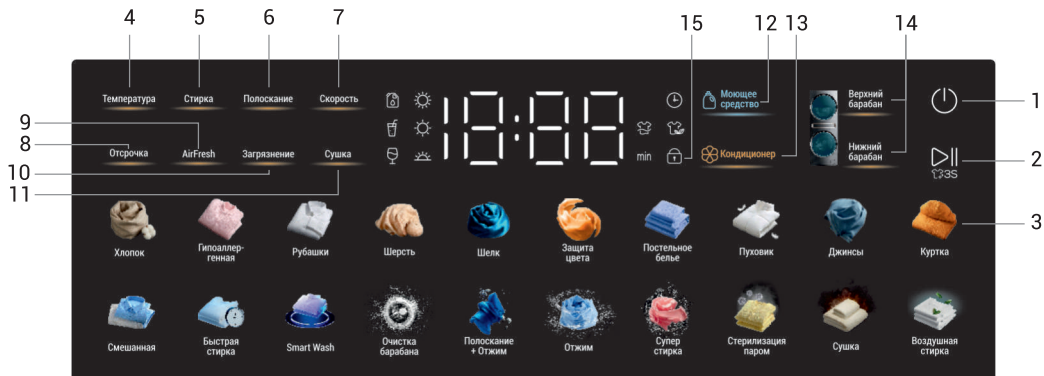 4 5 6 7 15 12 13 14
Температура Стирка Полоскание Скорость
18:88
Моющее
средство
Верхний
барабан
1
9
8
Отсрочка AirFresh Загрязнение Сушка
min
Кондиционер
Нижний
барабан
2
3S
10
11
3
Хлопок
Гипоаллер-
генная
Рубашки
Шерсть
Шелк
Защита
цвета
Постельное
белье
Пуховик
Джинсы
Куртка
Смешанная
Быстрая
стирка
Smart Wash
Очистка
барабана
Полоскание
+ Отжим
Отжим
Супер
стирка
Стерилизация
паром
Сушка
Воздушная
стирка